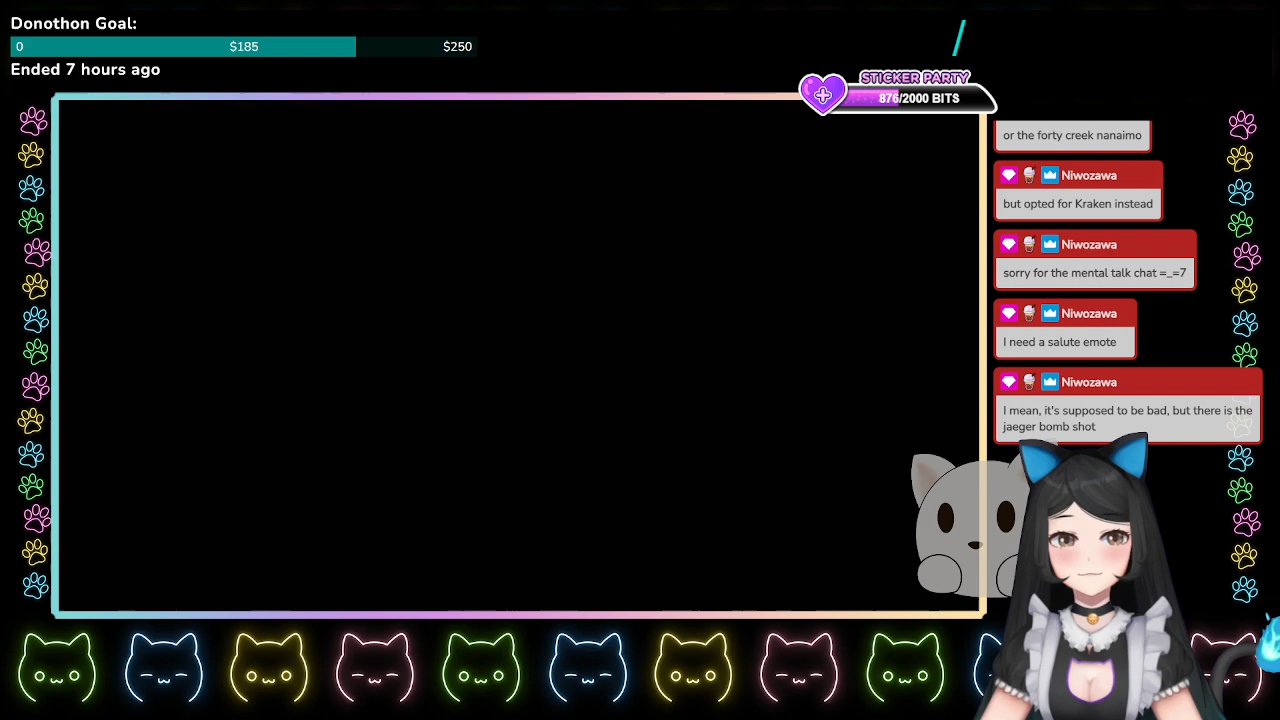 Donothon Goal:
0 $185 $250
Ended 7 hours ago
STICKER PARTY
876/2000 BITS
or the forty creek nanaimo
Niwozawa
but opted for Kraken instead
Niwozawa
sorry for the mental talk chat =_=7
Niwozawa
I need a salute emote
Niwozawa
I mean, it's supposed to be bad, but there is the
jaeger bomb shot